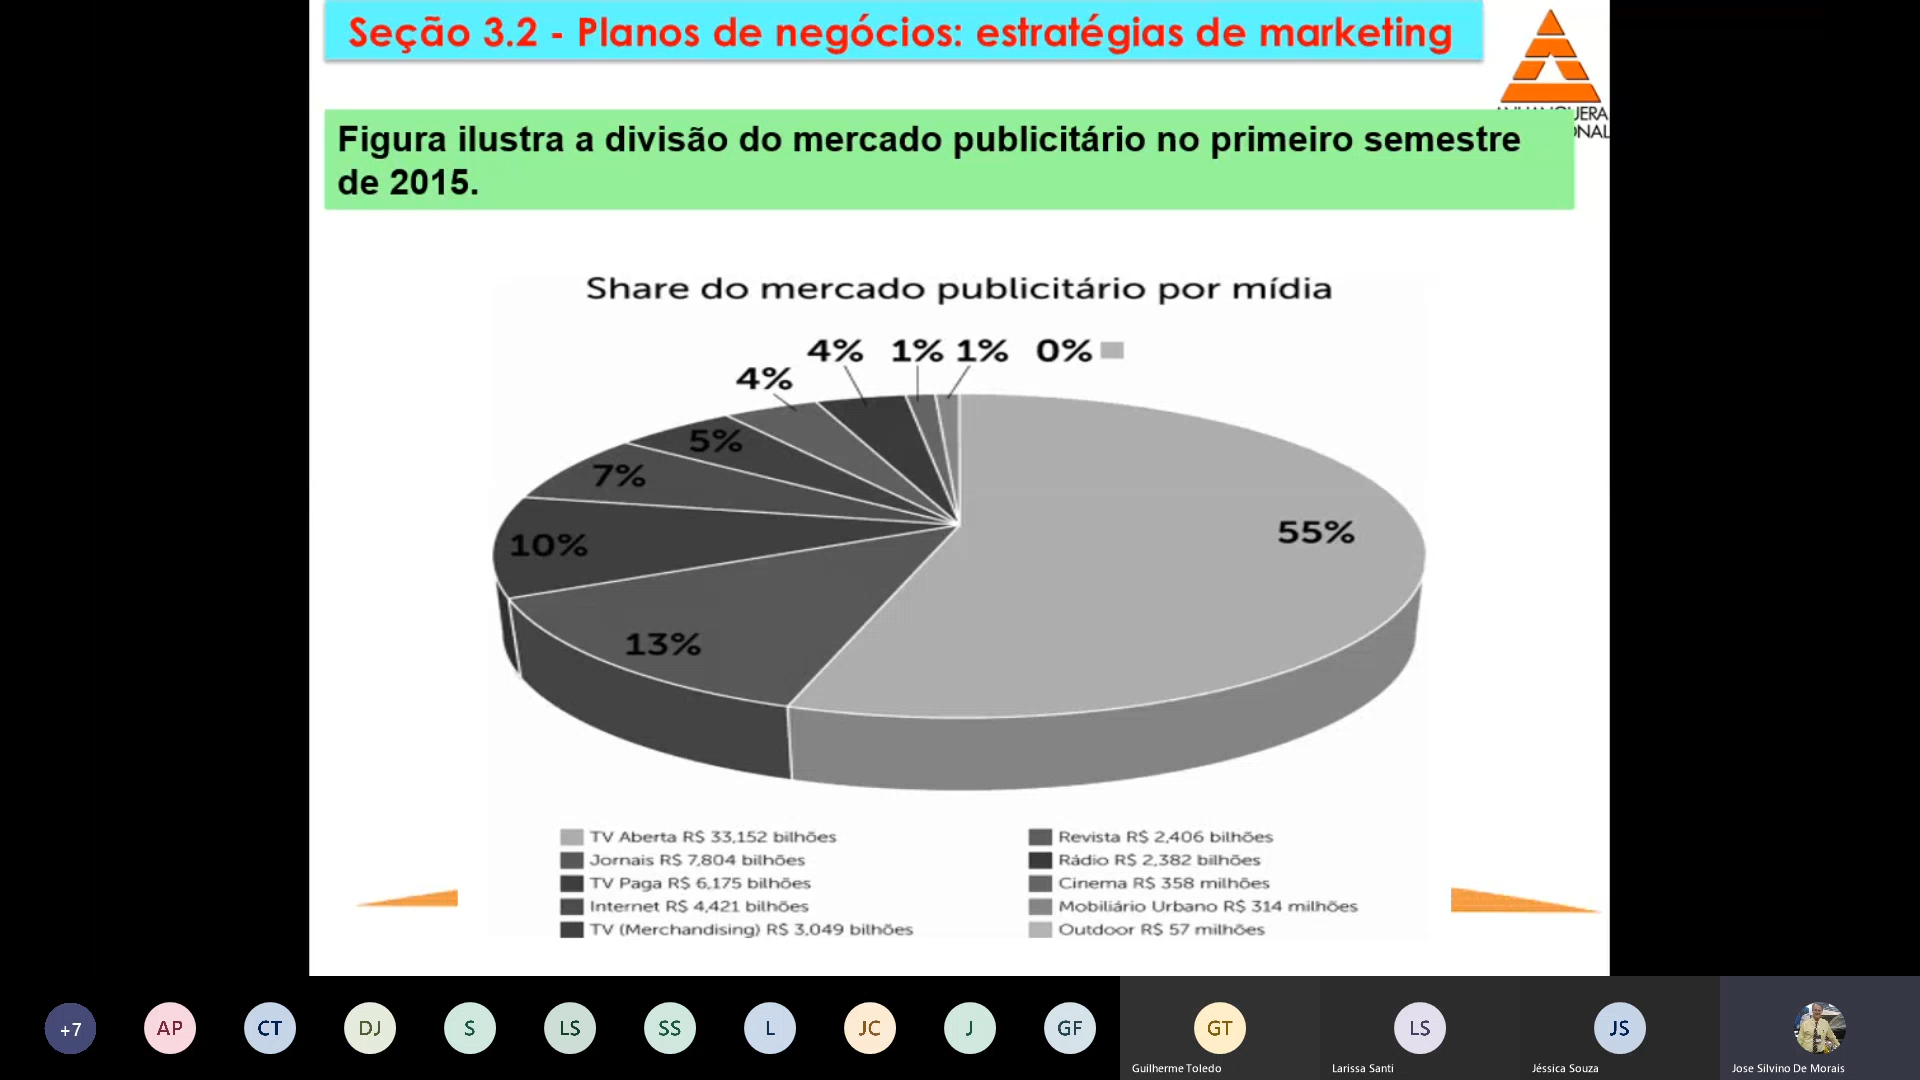 Seção 3.2 - Planos de negócios: estratégias de marketing
Figura ilustra a divisão do mercado publicitário no primeiro semestre
de 2015.
Share do mercado publicitário por mídia
4% 1% 1% 0%
4%
5%
7%
55%
10%
13%
TV Aberta R$ 33,152 bilhões
Jornais R$ 7,804 bilhões
TV Paga R$ 6,175 bilhões
Internet R$ 4,421 bilhões
TV (Merchandising) R$ 3,049 bilhões
Revista R$ 2,406 bilhões
Rádio R$ 2,382 bilhões
Cinema R$ 358 milhões
Mobiliário Urbano R$ 314 milhões
Outdoor R$ 57 milhões
+7 AP CT DJ S LS SS L JC J GF GT LS JS
Guilherme Toledo
Larissa Santi
Jéssica Souza
Jose Silvino De Morais